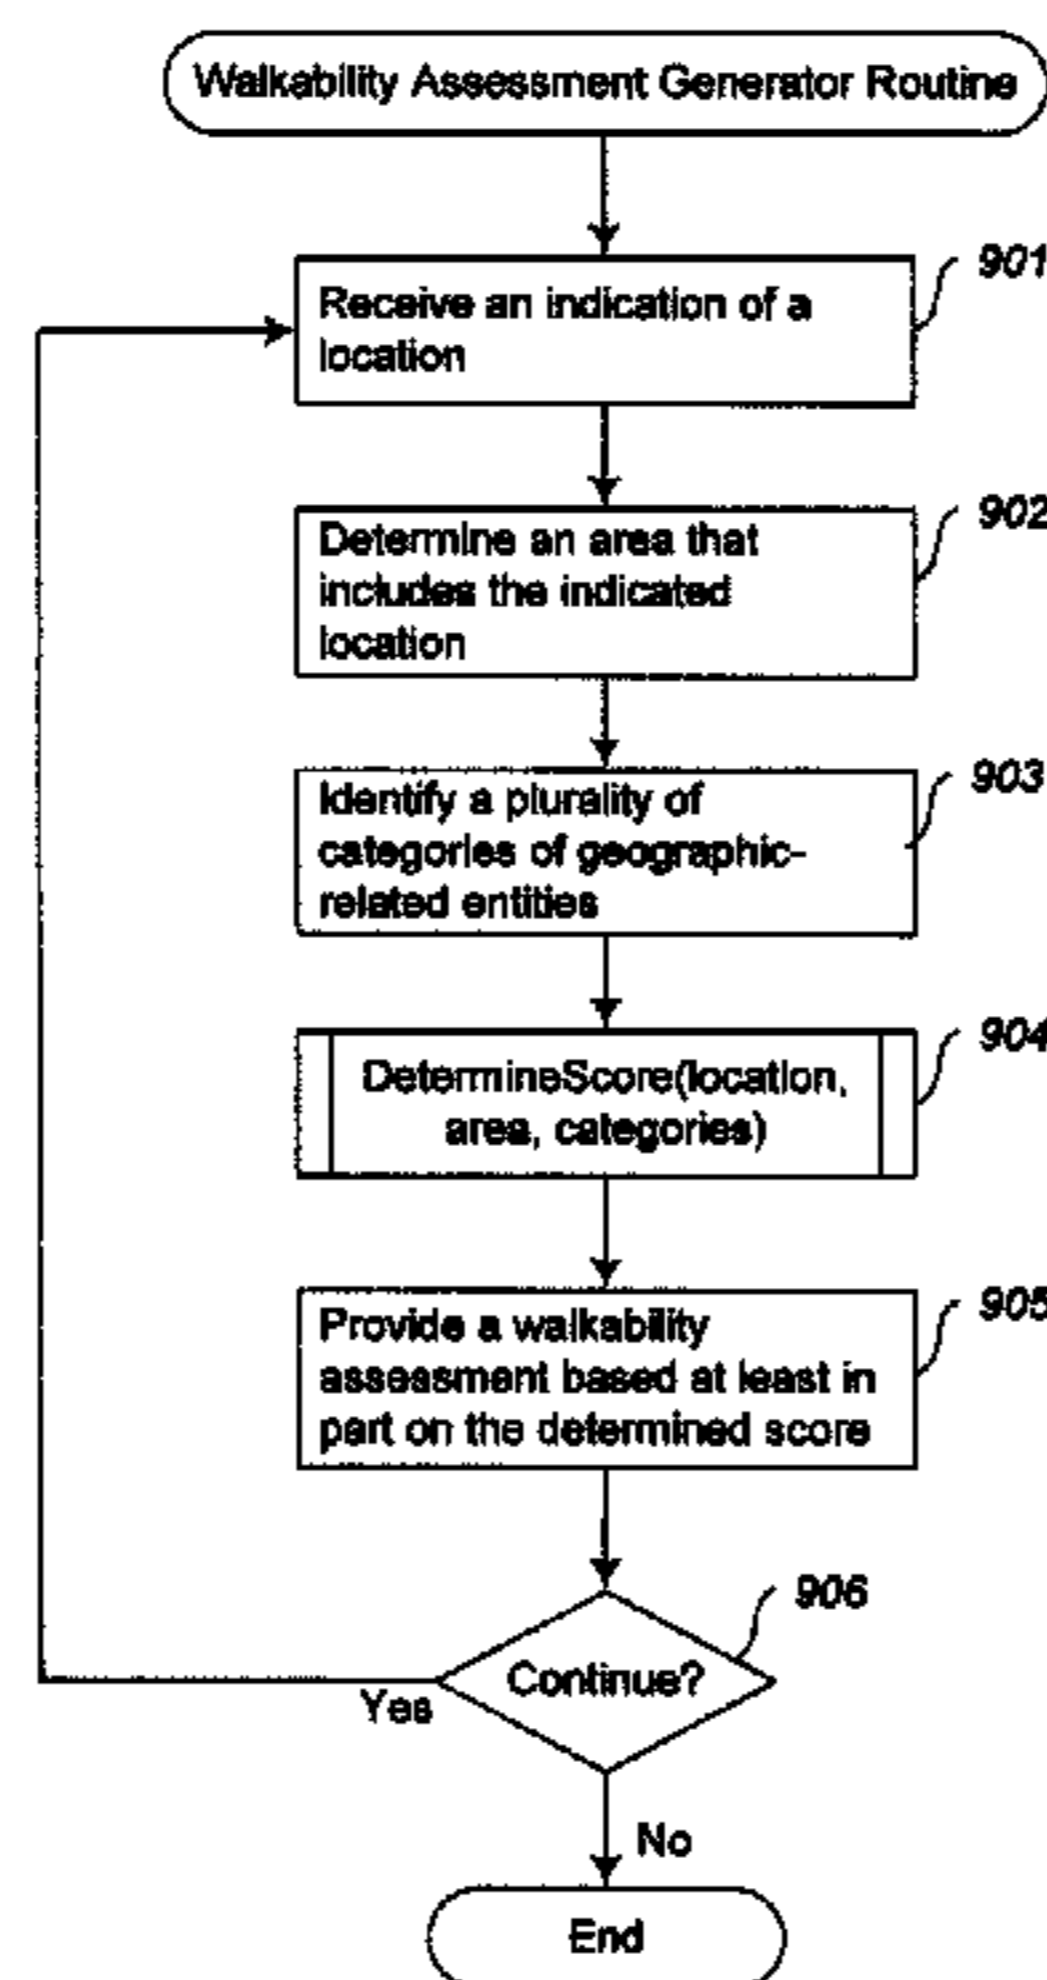 Walkability Assessment Generator Routine
901
Receive an indication of a
location
902
Determine an area that
includes the indicated
location
903
Identify a plurality of
categories of geographic-
related entities
904
DetermineScore(location,
area, categories)
905
Provide a walkability
assessment based at least in
part on the determined score
906
Continue?
Yes
No
End